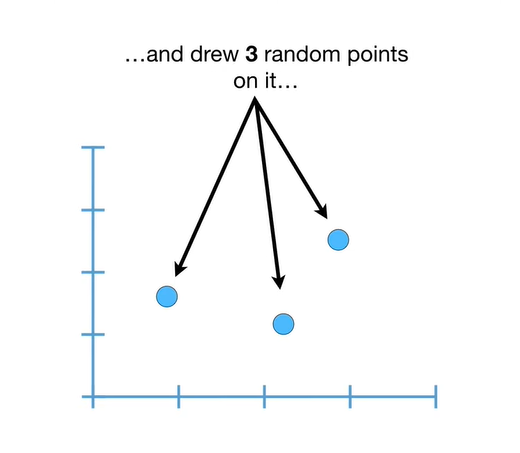 …and drew 3 random points
on it…